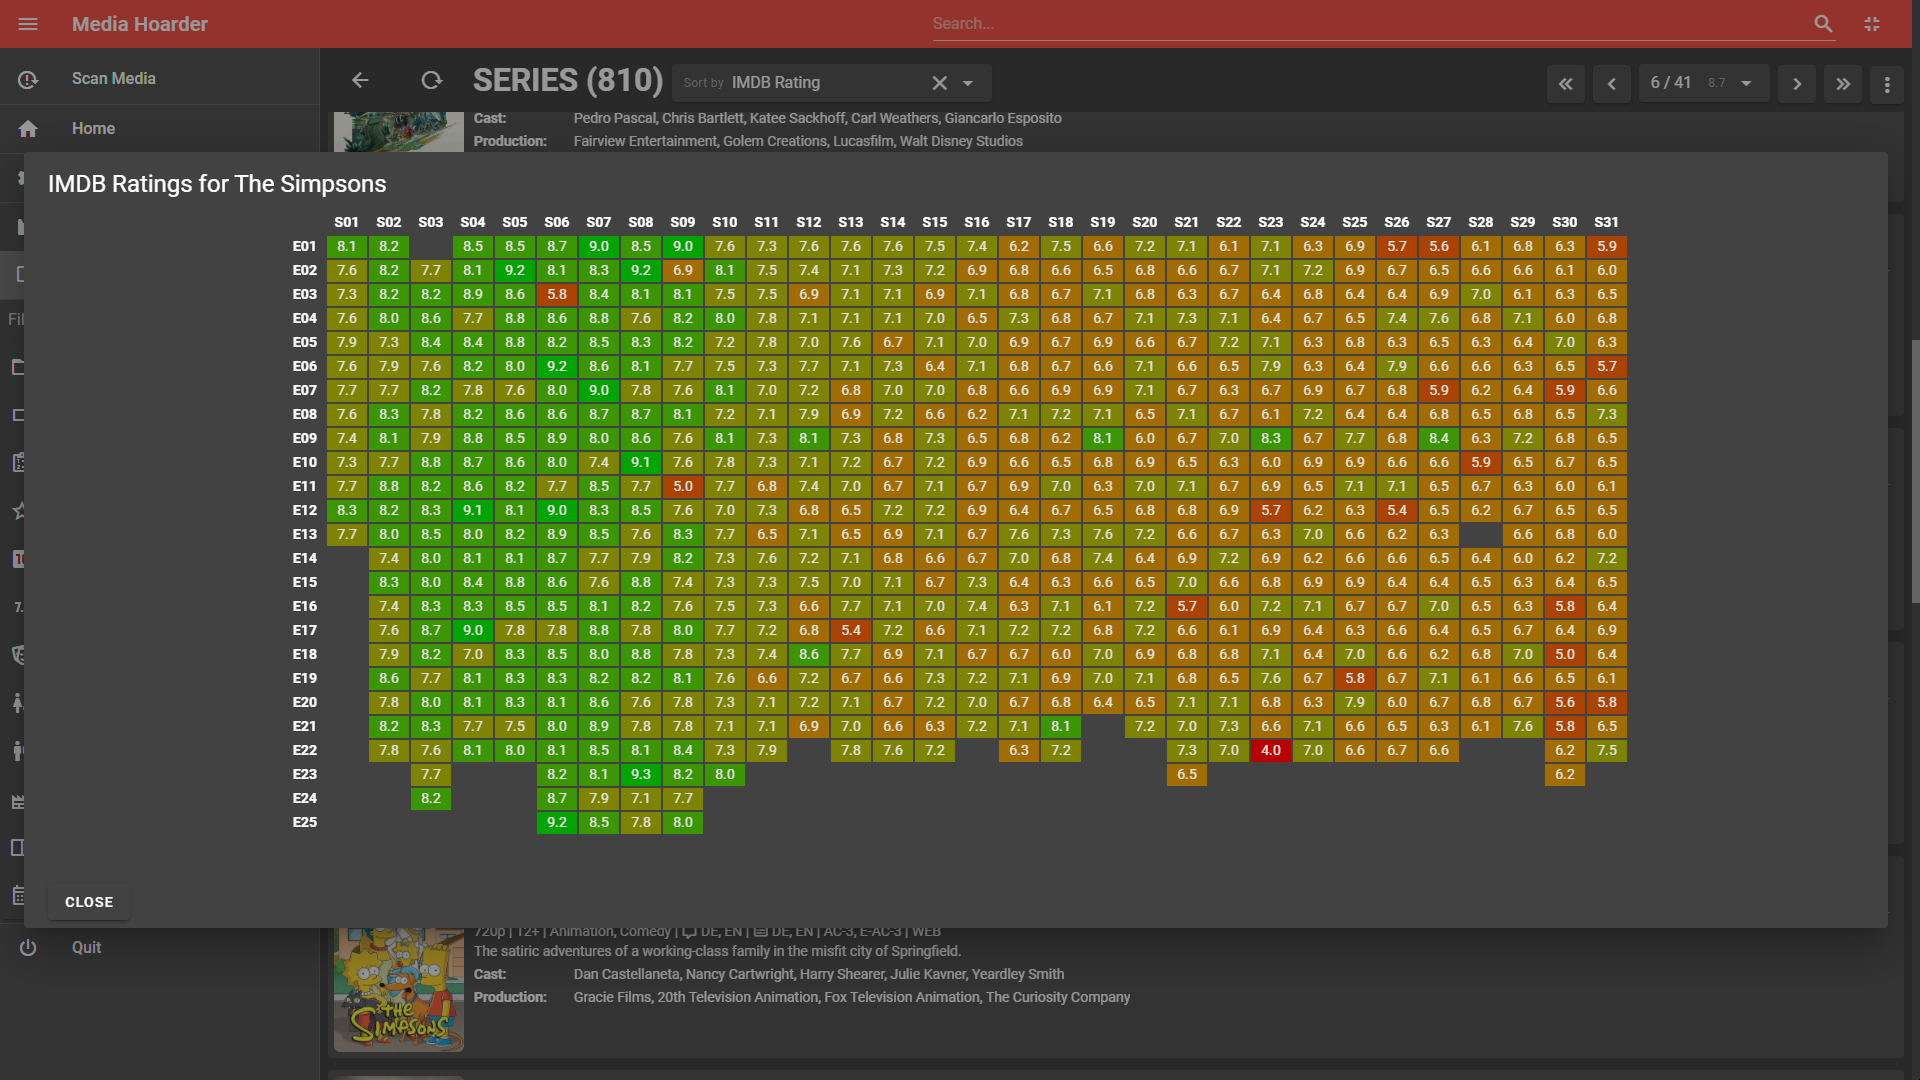 Media Hoarder
Search...
Scan Media
SERIES (810)
Sort by IMDB Rating
6 / 41 8.7
Home
Cast: Pedro Pascal, Chris Bartlett, Katee Sackhoff, Carl Weathers, Giancarlo Esposito
Production: Fairview Entertainment, Golem Creations, Lucasfilm, Walt Disney Studios
IMDB Ratings for The Simpsons
S01 S02 S03 S04 S05 S06 S07 S08 S09 S10 S11 S12 S13 S14 S15 S16 S17 S18 S19 S20 S21 S22 S23 S24 S25 S26 S27 S28 S29 S30 S31
E01 8.1 8.2 8.5 8.5 8.7 9.0 8.5 9.0 7.6 7.3 7.6 7.6 7.6 7.5 7.4 6.2 7.5 6.6 7.2 7.1 6.1 7.1 6.3 6.9 5.7 5.6 6.1 6.8 6.3 5.9
E02 7.6 8.2 7.7 8.1 9.2 8.1 8.3 9.2 6.9 8.1 7.5 7.4 7.1 7.3 7.2 6.9 6.8 6.6 6.5 6.8 6.6 6.7 7.1 7.2 6.9 6.7 6.5 6.6 6.6 6.1 6.0
E03 7.3 8.2 8.2 8.9 8.6 5.8 8.4 8.1 8.1 7.5 7.5 6.9 7.1 7.1 6.9 7.1 6.8 6.7 7.1 6.8 6.3 6.7 6.4 6.8 6.4 6.4 6.9 7.0 6.1 6.3 6.5
E04 7.6 8.0 8.6 7.7 8.8 8.6 8.8 7.6 8.2 8.0 7.8 7.1 7.1 7.1 7.0 6.5 7.3 6.8 6.7 7.1 7.3 7.1 6.4 6.7 6.5 7.4 7.6 6.8 7.1 6.0 6.8
E05 7.9 7.3 8.4 8.4 8.8 8.2 8.5 8.3 8.2 7.2 7.8 7.0 7.6 6.7 7.1 7.0 6.9 6.7 6.9 6.6 6.7 7.2 7.1 6.3 6.8 6.3 6.5 6.3 6.4 7.0 6.3
E06 7.6 7.9 7.6 8.2 8.0 9.2 8.6 8.1 7.7 7.5 7.3 7.7 7.1 7.3 6.4 7.1 6.8 6.7 6.6 7.1 6.6 6.5 7.9 6.3 6.4 7.9 6.6 6.6 6.3 6.5 5.7
E07 7.7 7.7 8.2 7.8 7.6 8.0 9.0 7.8 7.6 8.1 7.0 7.2 6.8 7.0 7.0 6.8 6.6 6.9 6.9 7.1 6.7 6.3 6.7 6.9 6.7 6.8 5.9 6.2 6.4 5.9 6.6
E08 7.6 8.3 7.8 8.2 8.6 8.6 8.7 8.7 8.1 7.2 7.1 7.9 6.9 7.2 6.6 6.2 7.1 7.2 7.1 6.5 7.1 6.7 6.1 7.2 6.4 6.4 6.8 6.5 6.8 6.5 7.3
E09 7.4 8.1 7.9 8.8 8.5 8.9 8.0 8.6 7.6 8.1 7.3 8.1 7.3 6.8 7.3 6.5 6.8 6.2 8.1 6.0 6.7 7.0 8.3 6.7 7.7 6.8 8.4 6.3 7.2 6.8 6.5
E10 7.3 7.7 8.8 8.7 8.6 8.0 7.4 9.1 7.6 7.8 7.3 7.1 7.2 6.7 7.2 6.9 6.6 6.5 6.8 6.9 6.5 6.3 6.0 6.9 6.9 6.6 6.6 5.9 6.5 6.7 6.5
E11 7.7 8.8 8.2 8.6 8.2 7.7 8.5 7.7 5.0 7.7 6.8 7.4 7.0 6.7 7.1 6.7 6.9 7.0 6.3 7.0 7.1 6.7 6.9 6.5 7.1 7.1 6.5 6.7 6.3 6.0 6.1
E12 8.3 8.2 8.3 9.1 8.1 9.0 8.3 8.5 7.6 7.0 7.3 6.8 6.5 7.2 7.2 6.9 6.4 6.7 6.5 6.8 6.8 6.9 5.7 6.2 6.3 5.4 6.5 6.2 6.7 6.5 6.5
E13 7.7 8.0 8.5 8.0 8.2 8.9 8.5 7.6 8.3 7.7 6.5 7.1 6.5 6.9 7.1 6.7 7.6 7.3 7.6 7.2 6.6 6.7 6.3 7.0 6.6 6.2 6.3 6.6 6.8 6.0
E14 7.4 8.0 8.1 8.1 8.7 7.7 7.9 8.2 7.3 7.6 7.2 7.1 6.8 6.6 6.7 7.0 6.8 7.4 6.4 6.9 7.2 6.9 6.2 6.6 6.6 6.5 6.4 6.0 6.2 7.2
E15 8.3 8.0 8.4 8.8 8.6 7.6 8.8 7.4 7.3 7.3 7.5 7.0 7.1 6.7 7.3 6.4 6.3 6.6 6.5 7.0 6.6 6.8 6.9 6.9 6.4 6.4 6.5 6.3 6.4 6.5
E16 7.4 8.3 8.3 8.5 8.5 8.1 8.2 7.6 7.5 7.3 6.6 7.7 7.1 7.0 7.4 6.3 7.1 6.1 7.2 5.7 6.0 7.2 7.1 6.7 6.7 7.0 6.5 6.3 5.8 6.4
E17 7.6 8.7 9.0 7.8 7.8 8.8 7.8 8.0 7.7 7.2 6.8 5.4 7.2 6.6 7.1 7.2 7.2 6.8 7.2 6.6 6.1 6.9 6.4 6.3 6.6 6.4 6.5 6.7 6.4 6.9
E18 7.9 8.2 7.0 8.3 8.5 8.0 8.8 7.8 7.3 7.4 8.6 7.7 6.9 7.1 6.7 6.7 6.0 7.0 6.9 6.8 6.8 7.1 6.4 7.0 6.6 6.2 6.8 7.0 5.0 6.4
E19 8.6 7.7 8.1 8.3 8.3 8.2 8.2 8.1 7.6 6.6 7.2 6.7 6.6 7.3 7.2 7.1 6.9 7.0 7.1 6.8 6.5 7.6 6.7 5.8 6.7 7.1 6.1 6.6 6.5 6.1
E20 7.8 8.0 8.1 8.3 8.1 8.6 7.6 7.8 7.3 7.1 7.2 7.1 6.7 7.2 7.0 6.7 6.8 6.4 6.5 7.1 7.1 6.8 6.3 7.9 6.0 6.7 6.8 6.7 5.6 5.8
E21 8.2 8.3 7.7 7.5 8.0 8.9 7.8 7.8 7.1 7.1 6.9 7.0 6.6 6.3 7.2 7.1 8.1 7.2 7.0 7.3 6.6 7.1 6.6 6.5 6.3 6.1 7.6 5.8 6.5
E22 7.8 7.6 8.1 8.0 8.1 8.5 8.1 8.4 7.3 7.9 7.8 7.6 7.2 6.3 7.2 7.3 7.0 4.0 7.0 6.6 6.7 6.6 6.2 7.5
E23 7.7 8.2 8.1 9.3 8.2 8.0 6.5 6.2
E24 8.2 8.7 7.9 7.1 7.7
E25 9.2 8.5 7.8 8.0
Fil
CLOSE
720p | 12+ | Animation, Comedy | DE, EN | DE, EN | AC-3, E-AC-3 | WEB
Quit
The satiric adventures of a working-class family in the misfit city of Springfield.
Cast: Dan Castellaneta, Nancy Cartwright, Harry Shearer, Julie Kavner, Yeardley Smith
Production: Gracie Films, 20th Television Animation, Fox Television Animation, The Curiosity Company
THE SIMPSONS